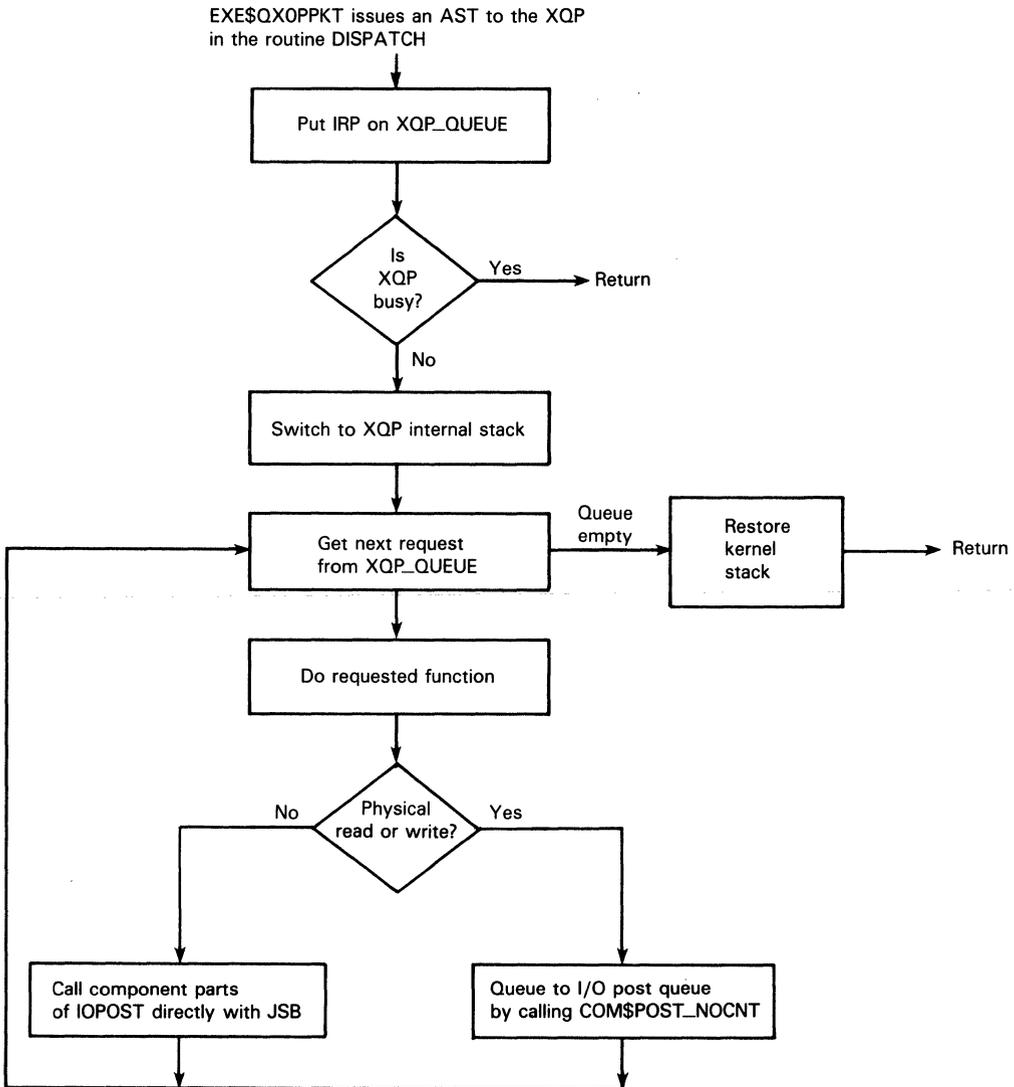 EXE$QXOPPKT issues an AST to the XQP
in the routine DISPATCH
Put IRP on XQP_QUEUE
Is
XQP
busy?
Yes
Return
No
Switch to XQP internal stack
Get next request
from XQP_QUEUE
Queue
empty
Restore
kernel
stack
Return
Do requested function
Physical
read or write?
No
Yes
Call component parts
of IOPOST directly with JSB
Queue to I/O post queue
by calling COM$POST_NOCNT